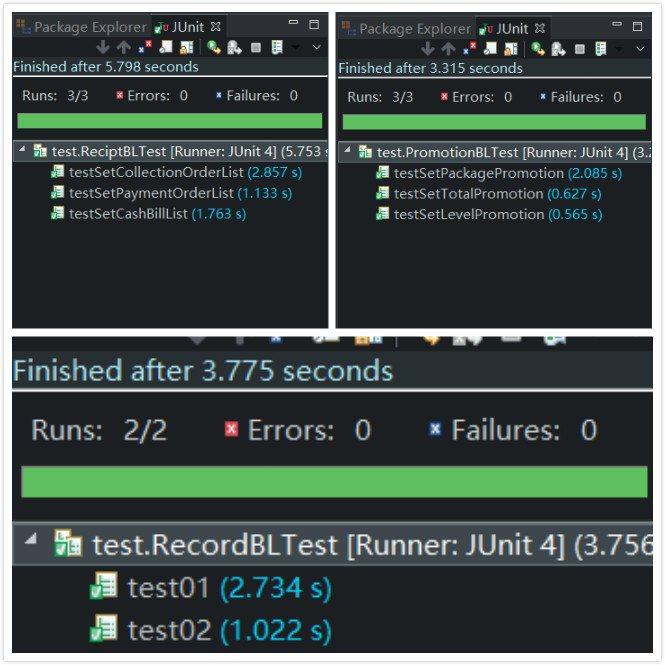 Package Explorer JUnit
Finished after 5.798 seconds
Runs: 3/3 Errors: 0 Failures: 0
test.ReciptBLTest [Runner: JUnit 4] (5.753 s
testSetCollectionOrderList (2.857 s)
testSetPaymentOrderList (1.133 s)
testSetCashBillList (1.763 s)
Package Explorer JUnit
Finished after 3.315 seconds
Runs: 3/3 Errors: 0 Failures: 0
test.PromotionBLTest [Runner: JUnit 4] (3.2
testSetPackagePromotion (2.085 s)
testSetTotalPromotion (0.627 s)
testSetLevelPromotion (0.565 s)
Finished after 3.775 seconds
Runs: 2/2 Errors: 0 Failures: 0
test.RecordBLTest [Runner: JUnit 4] (3.756
test01 (2.734 s)
test02 (1.022 s)